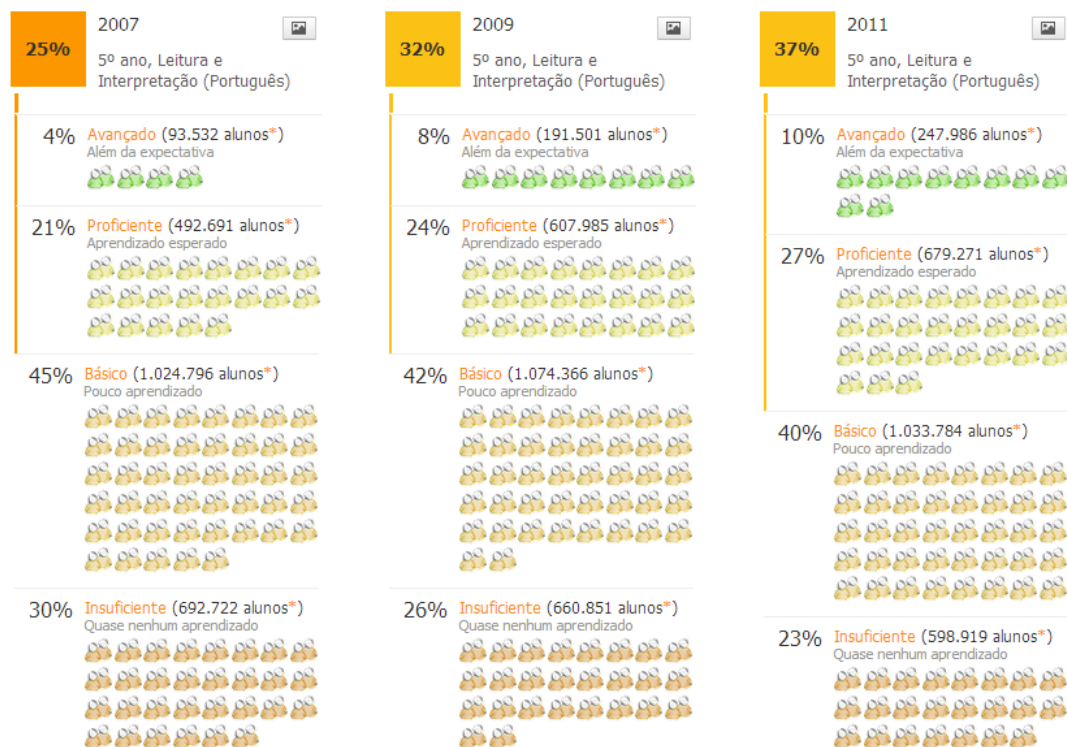 25%
2007
5º ano, Leitura e
Interpretação (Português)
4%
Avançado (93.532 alunos*)
Além da expectativa
21%
Proficiente (492.691 alunos*)
Aprendizado esperado
45%
Básico (1.024.796 alunos*)
Pouco aprendizado
30%
Insuficiente (692.722 alunos*)
Quase nenhum aprendizado
32%
2009
5º ano, Leitura e
Interpretação (Português)
8%
Avançado (191.501 alunos*)
Além da expectativa
24%
Proficiente (607.985 alunos*)
Aprendizado esperado
42%
Básico (1.074.366 alunos*)
Pouco aprendizado
26%
Insuficiente (660.851 alunos*)
Quase nenhum aprendizado
37%
2011
5º ano, Leitura e
Interpretação (Português)
10%
Avançado (247.986 alunos*)
Além da expectativa
27%
Proficiente (679.271 alunos*)
Aprendizado esperado
40%
Básico (1.033.784 alunos*)
Pouco aprendizado
23%
Insuficiente (598.919 alunos*)
Quase nenhum aprendizado